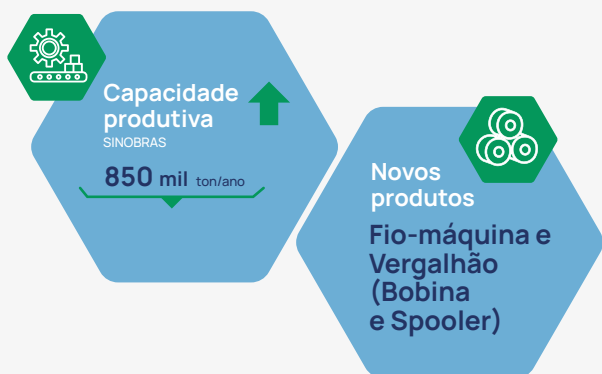 Capacidade
produtiva
SINOBRAS
850 mil ton/ano
Novos
produtos
Fio-máquina e
Vergalhão
(Bobina
e Spooler)